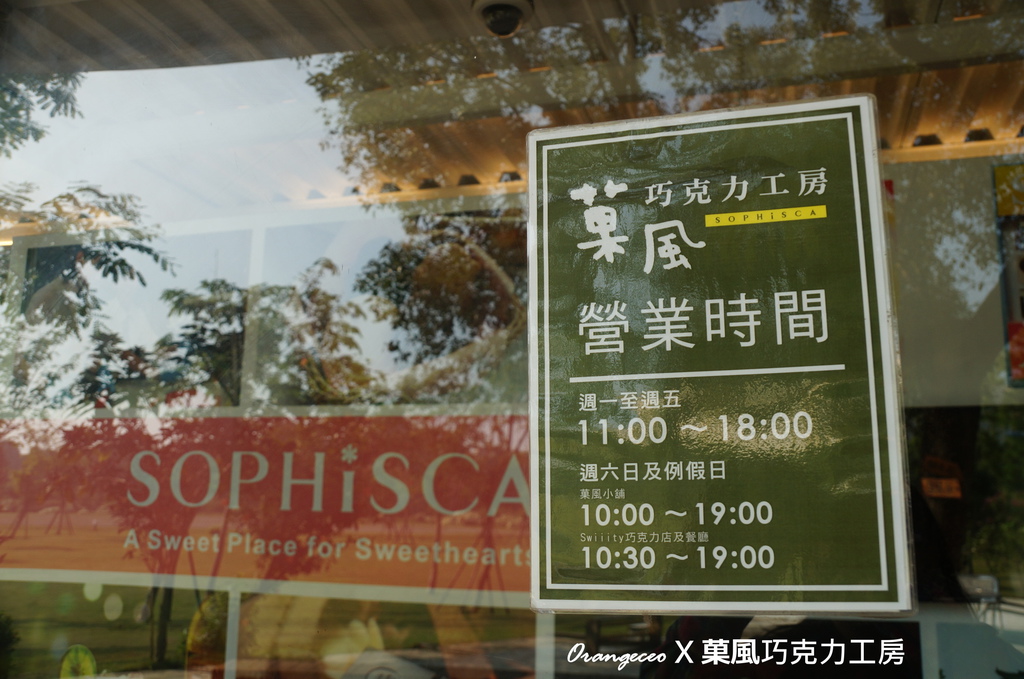 巧克力工房
SOPHiSCA
菓風
營業時間
週一至週五
11:00 ～ 18:00
週六日及例假日
菓風小舖
10:00 ～ 19:00
Swiiity巧克力店及餐廳
10:30 ～ 19:00
SOPHiSCA
A Sweet Place for Sweethearts
Orangeceo X 菓風巧克力工房